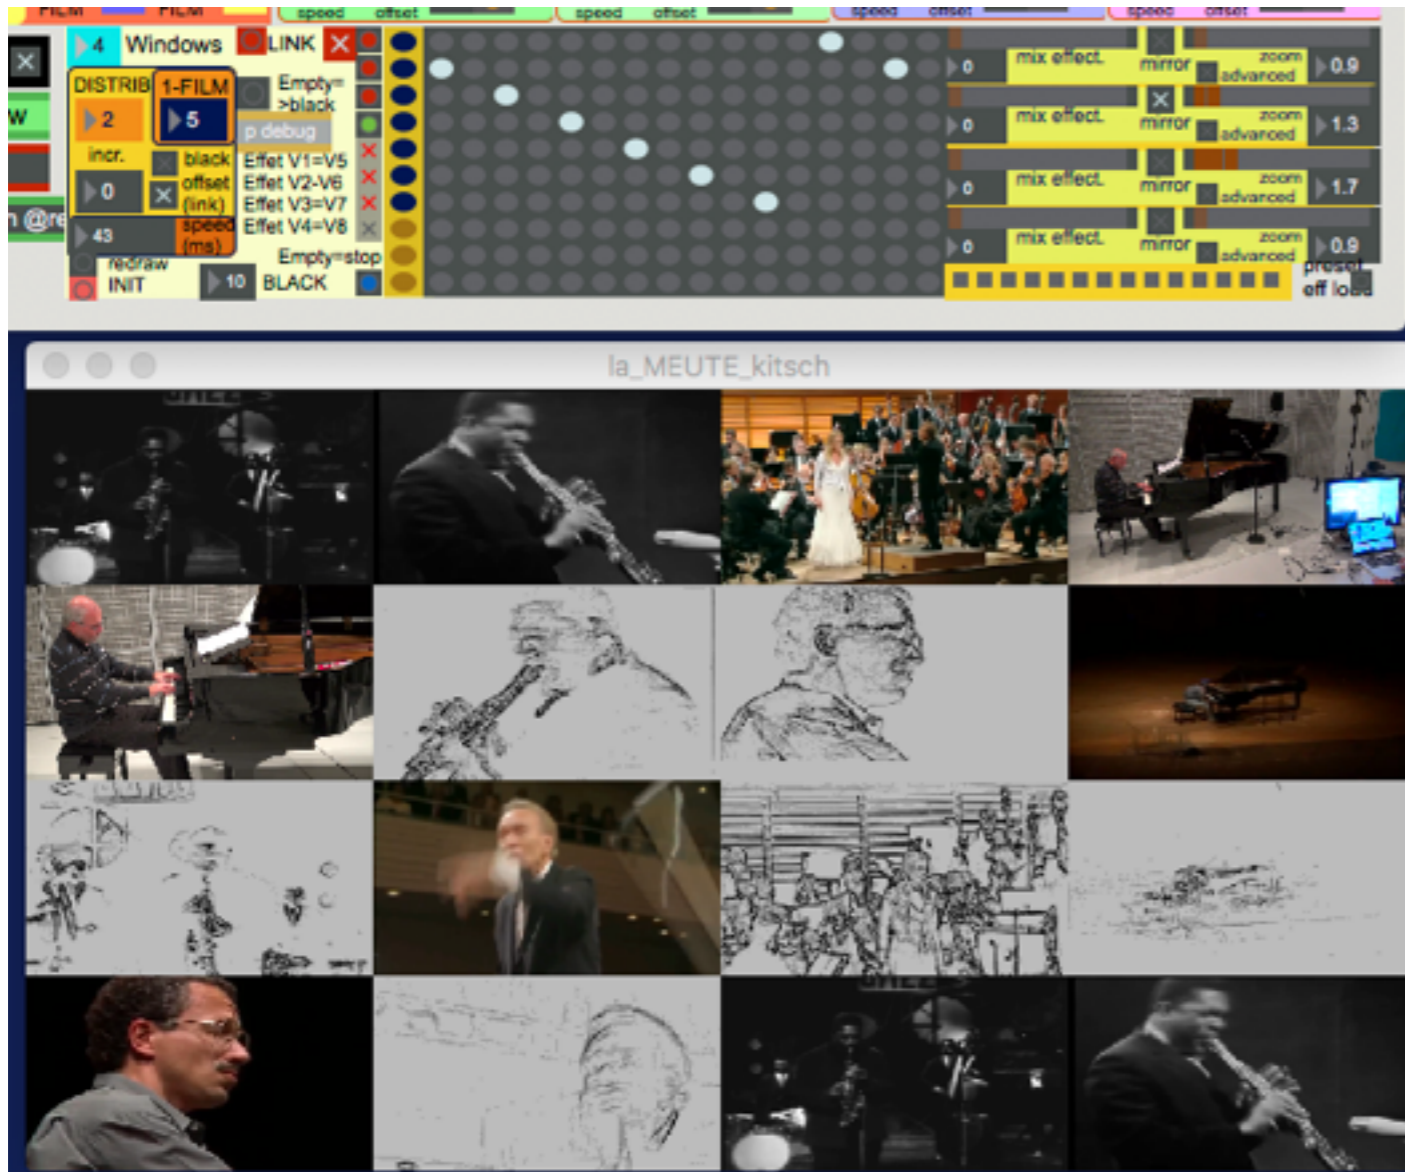 FILM FILM
speed offset speed offset speed offset speed offset
4 Windows LINK
DISTRIB 1-FILM Empty=
>black
2 5 p debug
incr. black Effet V1=V5
0 offset Effet V2-V6
(link) Effet V3=V7
43 speed Effet V4=V8
(ms)
redraw Empty=stop
INIT 10 BLACK
W
n @re
0 mix effect. mirror zoom 0.9
advanced
0 mix effect. mirror zoom 1.3
advanced
0 mix effect. mirror zoom 1.7
advanced
0 mix effect. mirror zoom 0.9
advanced
preset
eff load
la_MEUTE_kitsch